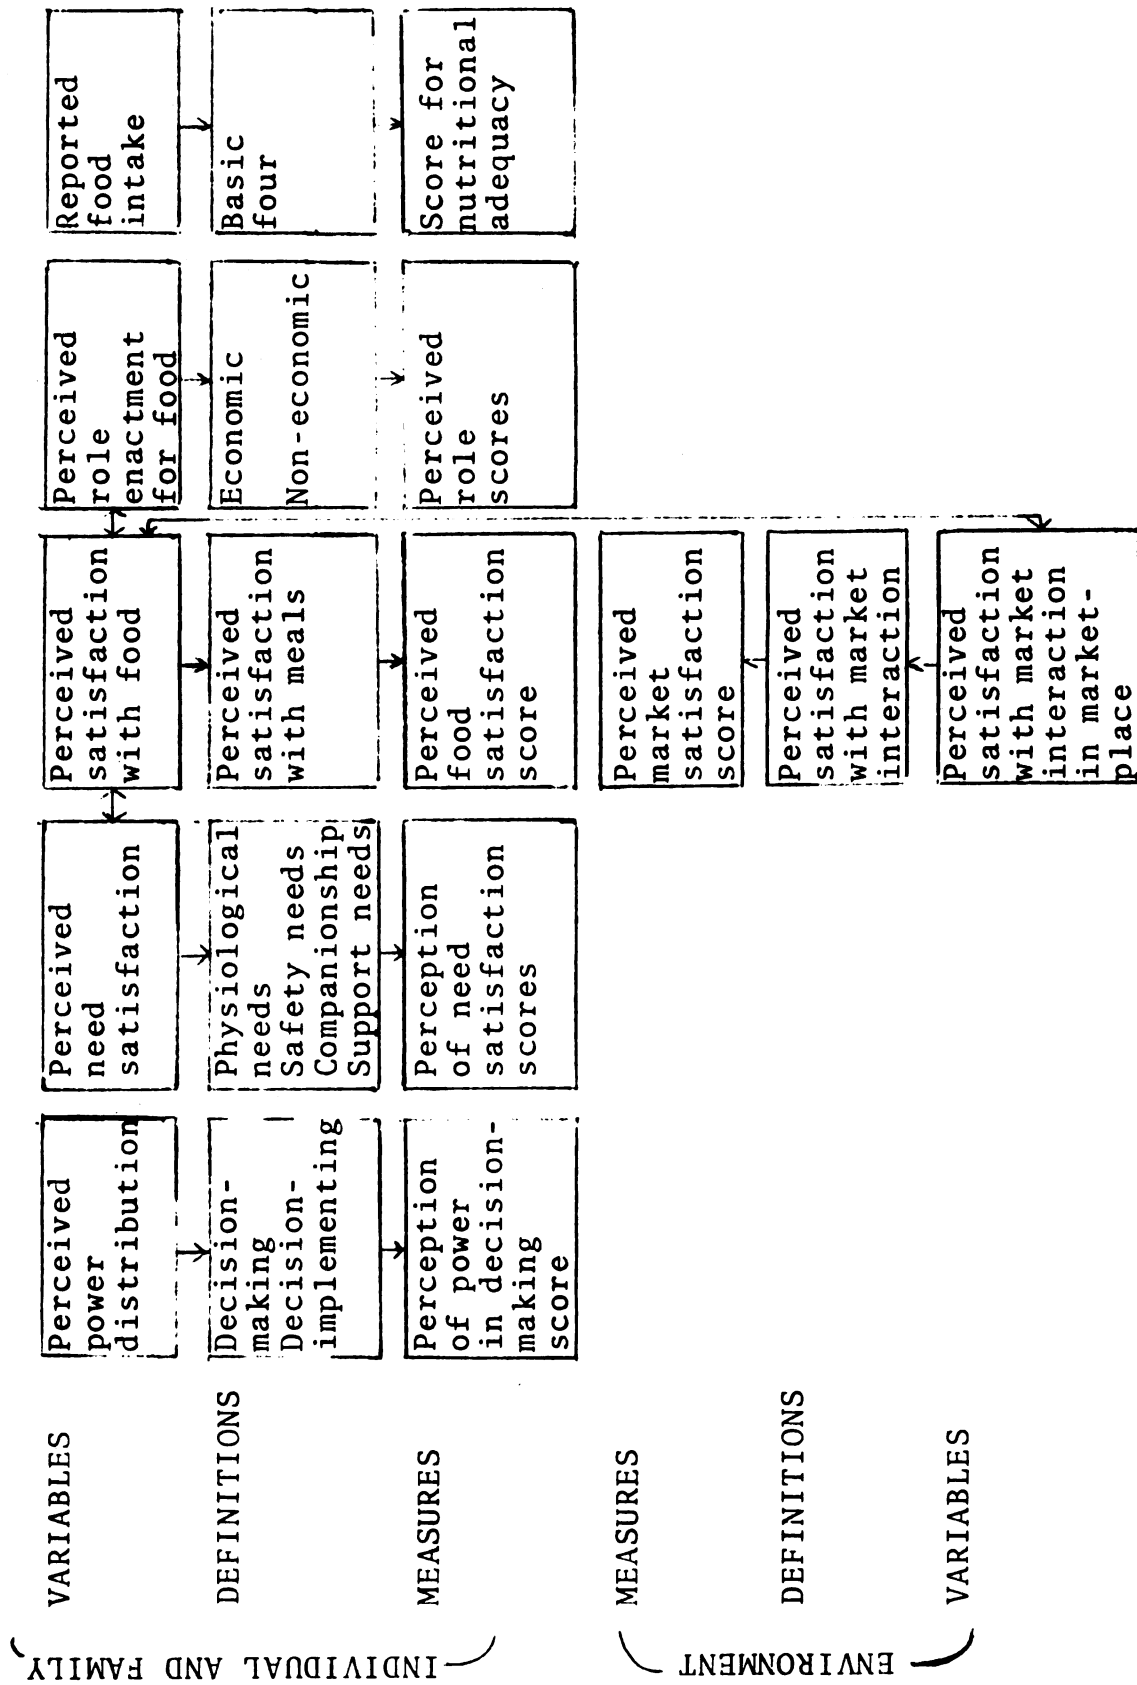 INDIVIDUAL AND FAMILY
VARIABLES
Perceived
power
distribution
Perceived
need
satisfaction
Perceived
satisfaction
with food
Perceived
role
enactment
for food
Reported
food
intake
DEFINITIONS
Decision-
making
Decision-
implementing
Physiological
needs
Safety needs
Companionship
Support needs
Perceived
satisfaction
with meals
Economic
Non-economic
Basic
four
MEASURES
Perception
of power
in decision-
making
score
Perception
of need
satisfaction
scores
Perceived
food
satisfaction
score
Perceived
role
scores
Score for
nutritional
adequacy
ENVIRONMENT
MEASURES
Perceived
market
satisfaction
score
DEFINITIONS
Perceived
satisfaction
with market
interaction
VARIABLES
Perceived
satisfaction
with market
interaction
in market-
place